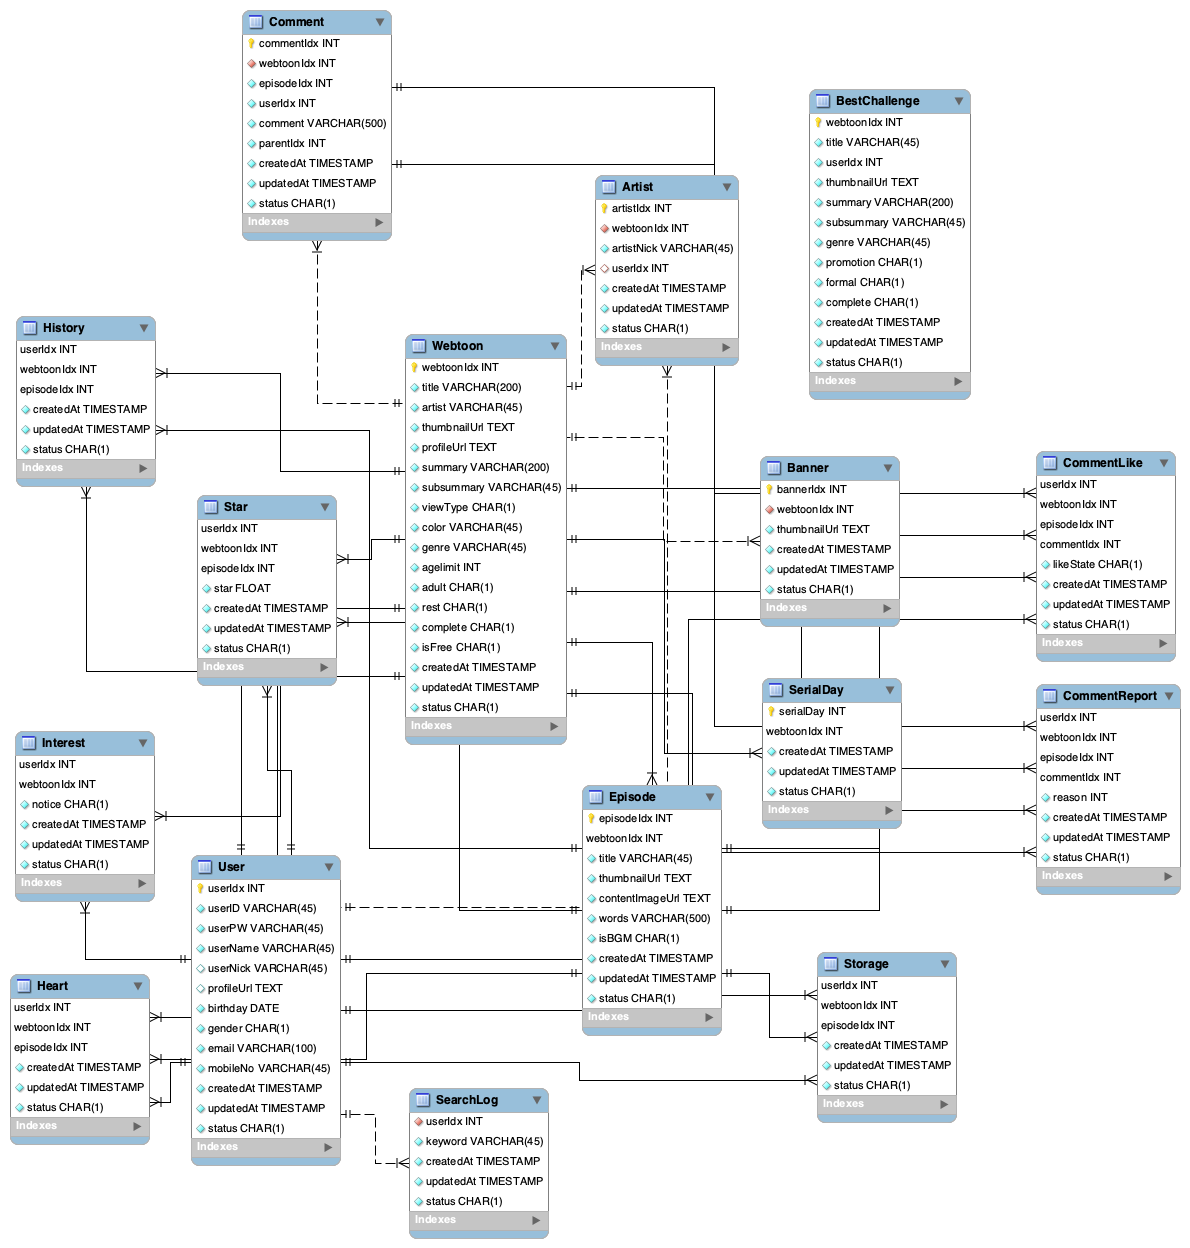 Comment
commentIdx INT
webtoonIdx INT
episodeIdx INT
userIdx INT
comment VARCHAR(500)
parentIdx INT
createdAt TIMESTAMP
updatedAt TIMESTAMP
status CHAR(1)
Indexes
BestChallenge
webtoonIdx INT
title VARCHAR(45)
userIdx INT
thumbnailUrl TEXT
summary VARCHAR(200)
subsummary VARCHAR(45)
genre VARCHAR(45)
promotion CHAR(1)
formal CHAR(1)
complete CHAR(1)
createdAt TIMESTAMP
updatedAt TIMESTAMP
status CHAR(1)
Indexes
Artist
artistIdx INT
webtoonIdx INT
artistNick VARCHAR(45)
userIdx INT
createdAt TIMESTAMP
updatedAt TIMESTAMP
status CHAR(1)
Indexes
History
userIdx INT
webtoonIdx INT
episodeIdx INT
createdAt TIMESTAMP
updatedAt TIMESTAMP
status CHAR(1)
Indexes
Webtoon
webtoonIdx INT
title VARCHAR(200)
artist VARCHAR(45)
thumbnailUrl TEXT
profileUrl TEXT
summary VARCHAR(200)
subsummary VARCHAR(45)
viewType CHAR(1)
color VARCHAR(45)
genre VARCHAR(45)
agelimit INT
adult CHAR(1)
rest CHAR(1)
complete CHAR(1)
isFree CHAR(1)
createdAt TIMESTAMP
updatedAt TIMESTAMP
status CHAR(1)
Indexes
Banner
bannerIdx INT
webtoonIdx INT
thumbnailUrl TEXT
createdAt TIMESTAMP
updatedAt TIMESTAMP
status CHAR(1)
Indexes
CommentLike
userIdx INT
webtoonIdx INT
episodeIdx INT
commentIdx INT
likeState CHAR(1)
createdAt TIMESTAMP
updatedAt TIMESTAMP
status CHAR(1)
Indexes
Star
userIdx INT
webtoonIdx INT
episodeIdx INT
star FLOAT
createdAt TIMESTAMP
updatedAt TIMESTAMP
status CHAR(1)
Indexes
SerialDay
serialDay INT
webtoonIdx INT
createdAt TIMESTAMP
updatedAt TIMESTAMP
status CHAR(1)
Indexes
CommentReport
userIdx INT
webtoonIdx INT
episodeIdx INT
commentIdx INT
reason INT
createdAt TIMESTAMP
updatedAt TIMESTAMP
status CHAR(1)
Indexes
Interest
userIdx INT
webtoonIdx INT
notice CHAR(1)
createdAt TIMESTAMP
updatedAt TIMESTAMP
status CHAR(1)
Indexes
Episode
episodeIdx INT
webtoonIdx INT
title VARCHAR(45)
thumbnailUrl TEXT
contentImageUrl TEXT
words VARCHAR(500)
isBGM CHAR(1)
createdAt TIMESTAMP
updatedAt TIMESTAMP
status CHAR(1)
Indexes
User
userIdx INT
userID VARCHAR(45)
userPW VARCHAR(45)
userName VARCHAR(45)
userNick VARCHAR(45)
profileUrl TEXT
birthday DATE
gender CHAR(1)
email VARCHAR(100)
mobileNo VARCHAR(45)
createdAt TIMESTAMP
updatedAt TIMESTAMP
status CHAR(1)
Indexes
Heart
userIdx INT
webtoonIdx INT
episodeIdx INT
createdAt TIMESTAMP
updatedAt TIMESTAMP
status CHAR(1)
Indexes
Storage
userIdx INT
webtoonIdx INT
episodeIdx INT
createdAt TIMESTAMP
updatedAt TIMESTAMP
status CHAR(1)
Indexes
SearchLog
userIdx INT
keyword VARCHAR(45)
createdAt TIMESTAMP
updatedAt TIMESTAMP
status CHAR(1)
Indexes